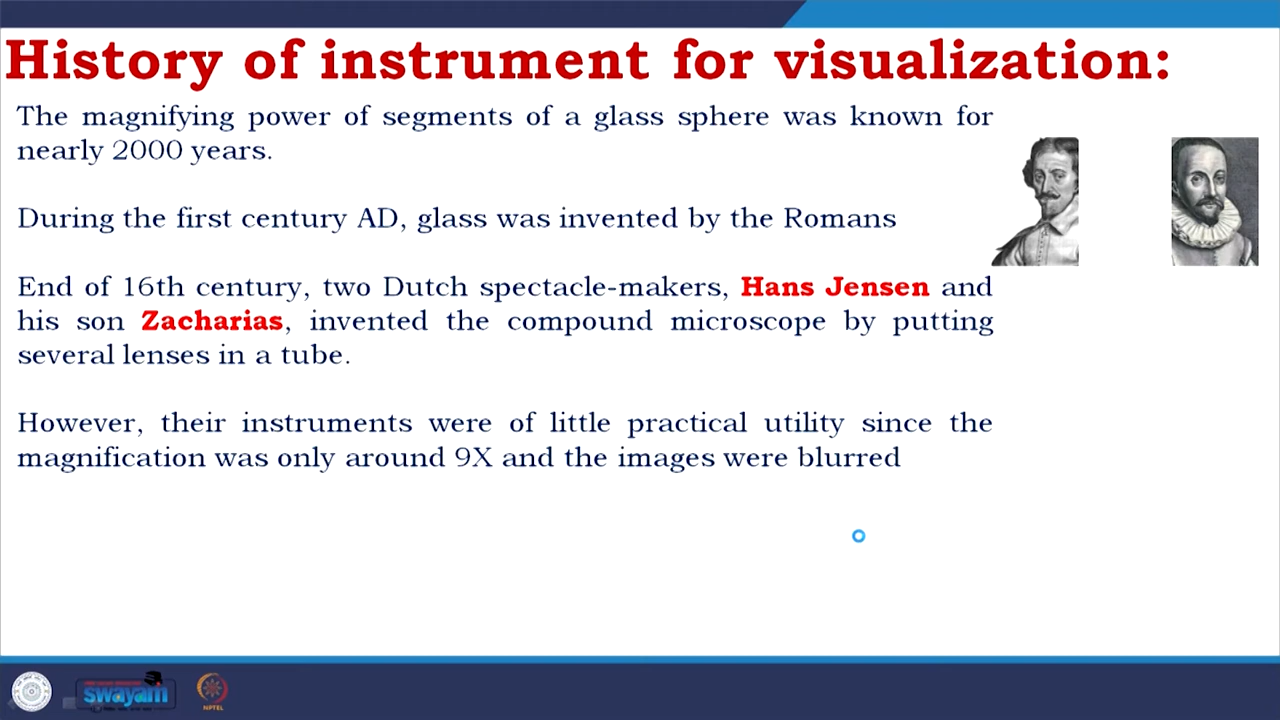 History of instrument for visualization:
The magnifying power of segments of a glass sphere was known for
nearly 2000 years.
During the first century AD, glass was invented by the Romans
End of 16th century, two Dutch spectacle-makers, Hans Jensen and
his son Zacharias, invented the compound microscope by putting
several lenses in a tube.
However, their instruments were of little practical utility since the
magnification was only around 9X and the images were blurred
swayam
NPTEL